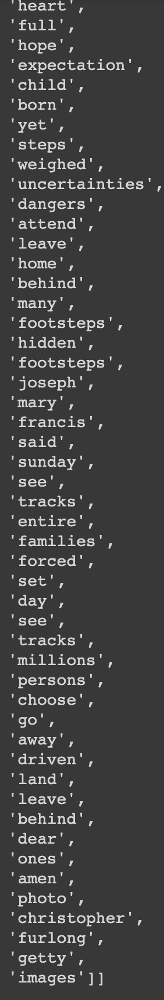 'heart',
'full',
'hope',
'expectation',
'child',
'born',
'yet',
'steps',
'weighed',
'uncertainties',
'dangers',
'attend',
'leave',
'home',
'behind',
'many',
'footsteps',
'hidden',
'footsteps',
'joseph',
'mary',
'francis',
'said',
'sunday',
'see',
'tracks',
'entire',
'families',
'forced',
'set',
'day',
'see',
'tracks',
'millions',
'persons',
'choose',
'go',
'away',
'driven',
'land',
'leave',
'behind',
'dear',
'ones',
'amen',
'photo',
'christopher',
'furlong',
'getty',
'images']]